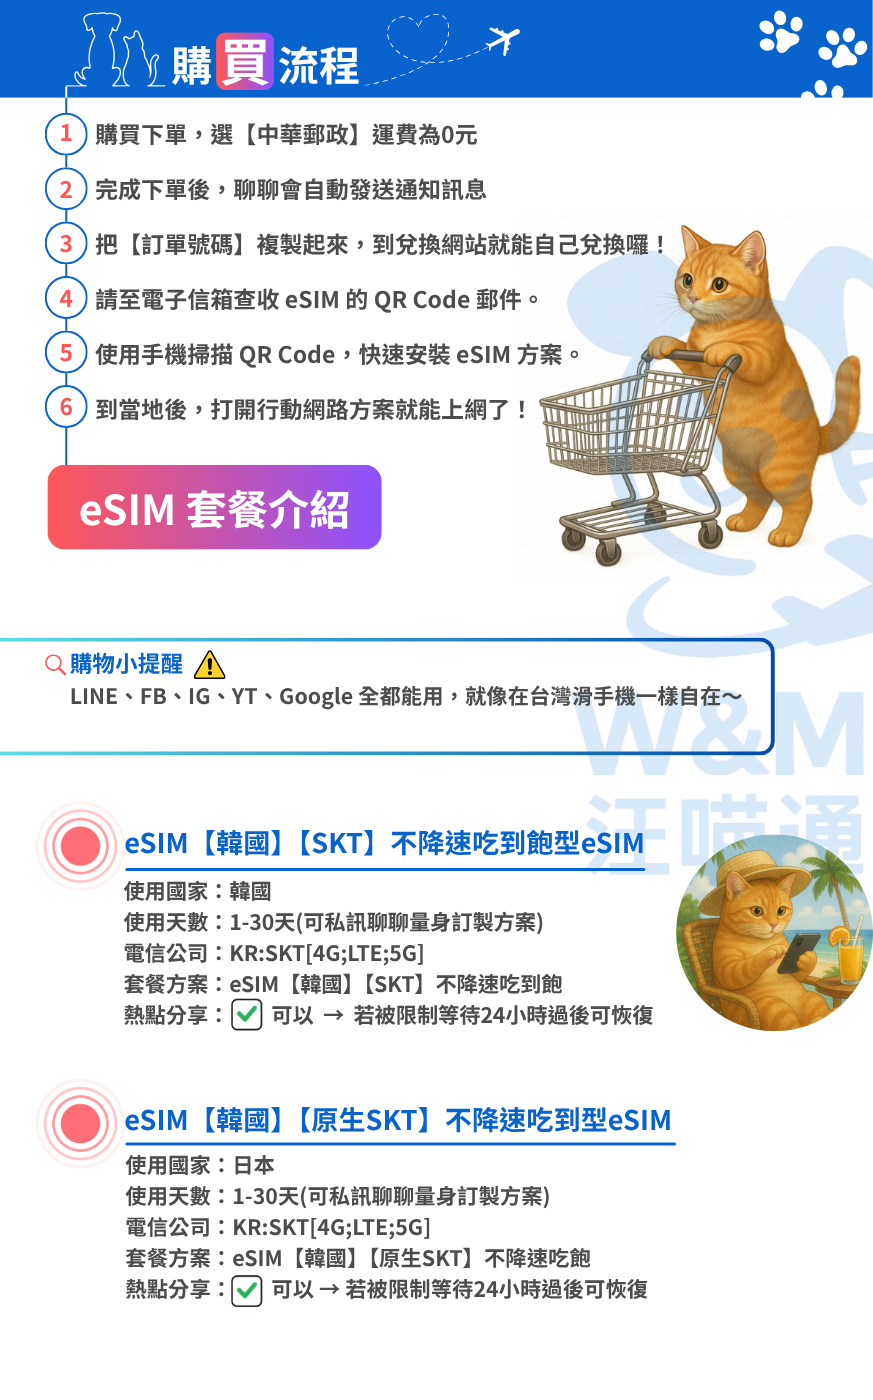 購買流程
1 購買下單，選【中華郵政】運費為0元
2 完成下單後，聊聊會自動發送通知訊息
3 把【訂單號碼】複製起來，到兌換網站就能自己兌換囉！
4 請至電子信箱查收 eSIM 的 QR Code 郵件。
5 使用手機掃描 QR Code，快速安裝 eSIM 方案。
6 到當地後，打開行動網路方案就能上網了！
eSIM 套餐介紹
購物小提醒
LINE、FB、IG、YT、Google 全都能用，就像在台灣滑手機一樣自在～
W&M
汪喵通
eSIM【韓國】【SKT】不降速吃到飽型eSIM
使用國家：韓國
使用天數：1-30天(可私訊聊聊量身訂製方案)
電信公司：KR:SKT[4G;LTE;5G]
套餐方案：eSIM【韓國】【SKT】不降速吃到飽
熱點分享：✓ 可以 → 若被限制等待24小時過後可恢復
eSIM【韓國】【原生SKT】不降速吃到型eSIM
使用國家：日本
使用天數：1-30天(可私訊聊聊量身訂製方案)
電信公司：KR:SKT[4G;LTE;5G]
套餐方案：eSIM【韓國】【原生SKT】不降速吃飽
熱點分享：✓ 可以 → 若被限制等待24小時過後可恢復